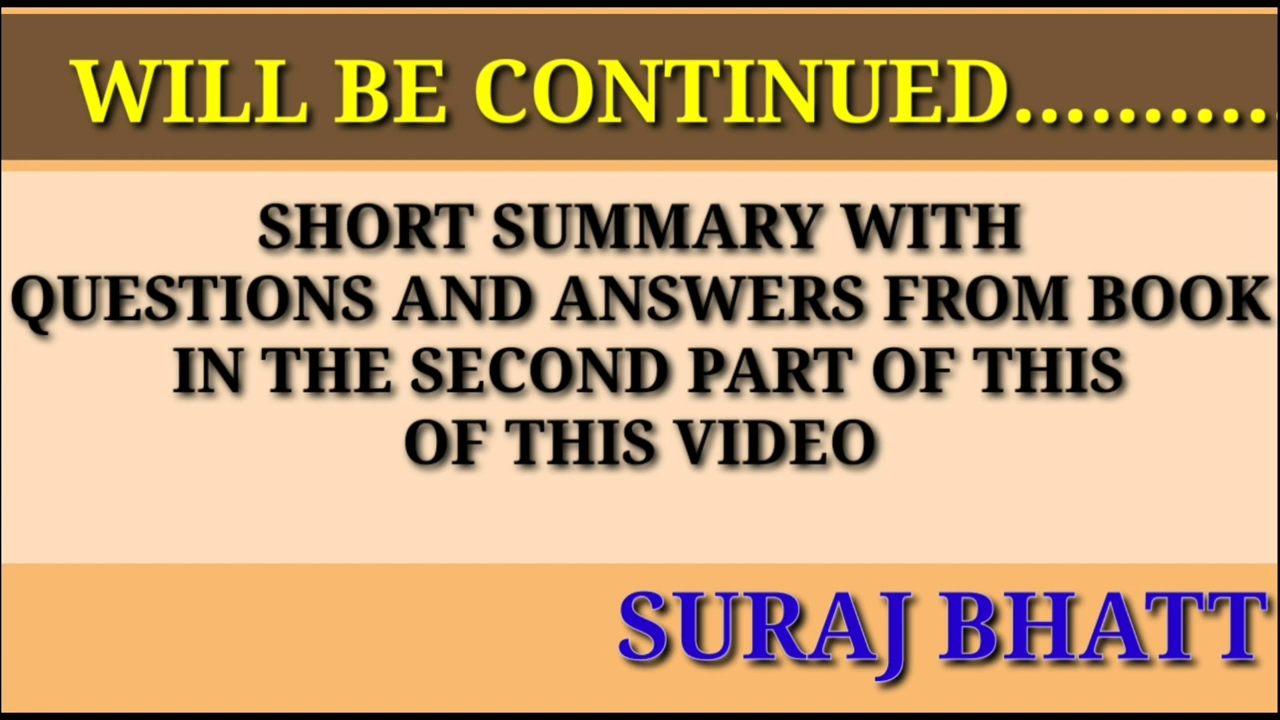 WILL BE CONTINUED..........
SHORT SUMMARY WITH
QUESTIONS AND ANSWERS FROM BOOK
IN THE SECOND PART OF THIS
OF THIS VIDEO
SURAJ BHATT